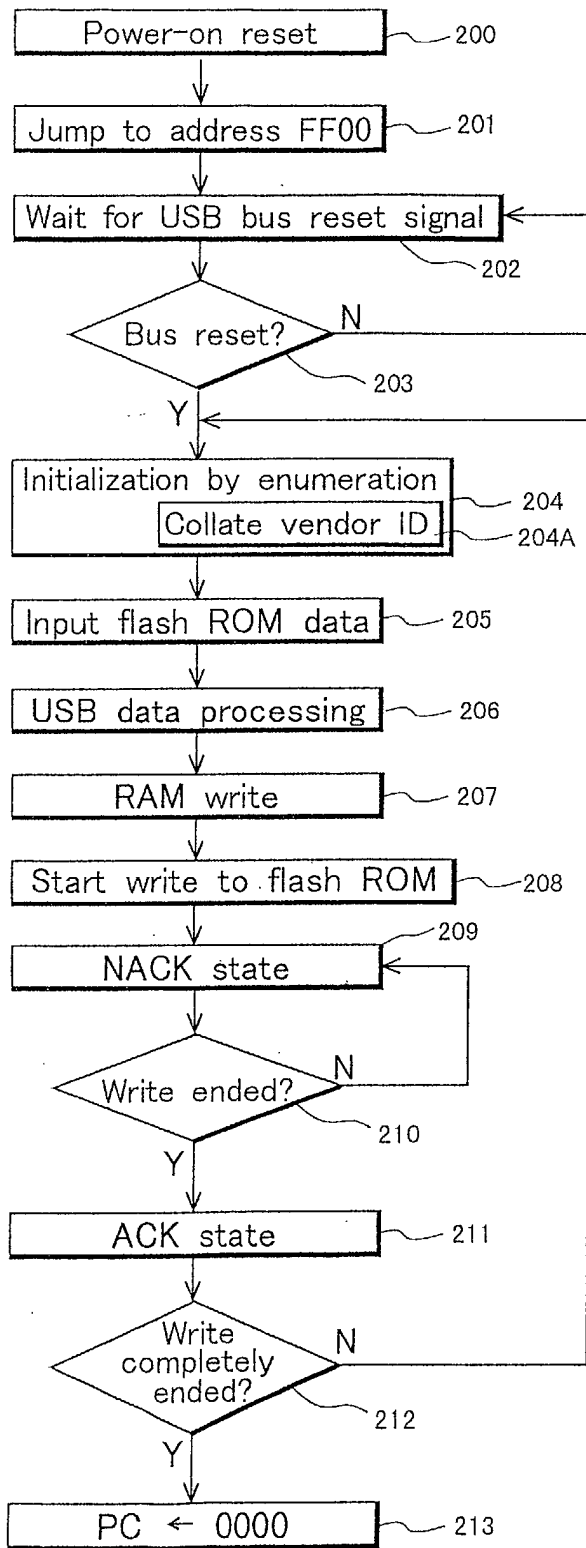 Power-on reset
200
Jump to address FF00
201
Wait for USB bus reset signal
202
Bus reset?
N
203
Y
Initialization by enumeration
204
Collate vendor ID
204A
Input flash ROM data
205
USB data processing
206
RAM write
207
Start write to flash ROM
208
209
NACK state
N
Write ended?
210
Y
ACK state
211
Write
completely
ended?
N
212
Y
PC ← 0000
213